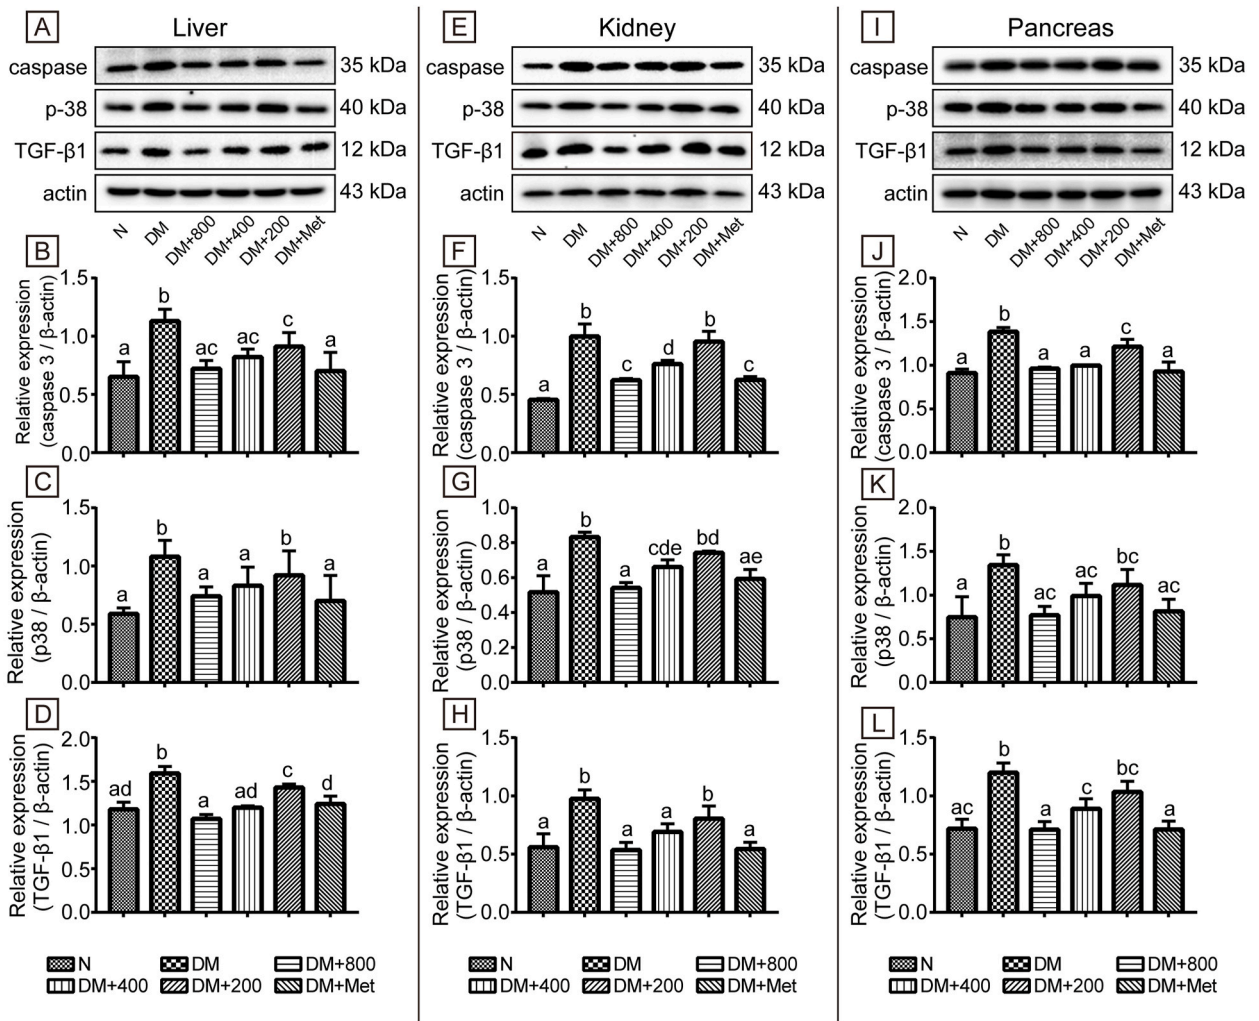 A Liver
caspase 35 kDa
p-38 40 kDa
TGF-β1 12 kDa
actin 43 kDa
N DM DM+800 DM+400 DM+200 DM+Met
B
Relative expression
(caspase 3 / β-actin)
1.5
1.0
0.5
0.0
a b ac ac c a
C
Relative expression
(p38 / β-actin)
1.5
1.0
0.5
0.0
a b a a b a
D
Relative expression
(TGF-β1 / β-actin)
2.0
1.5
1.0
0.5
0.0
ad b a ad c d
N DM DM+800
DM+400 DM+200 DM+Met
E Kidney
caspase 35 kDa
p-38 40 kDa
TGF-β1 12 kDa
actin 43 kDa
N DM DM+800 DM+400 DM+200 DM+Met
F
Relative expression
(caspase 3 / β-actin)
1.5
1.0
0.5
0.0
a b c d b c
G
Relative expression
(p38 / β-actin)
1.0
0.8
0.6
0.4
0.2
0.0
a b a cde bd ae
H
Relative expression
(TGF-β1 / β-actin)
1.5
1.0
0.5
0.0
a b a a b a
N DM DM+800
DM+400 DM+200 DM+Met
I Pancreas
caspase 35 kDa
p-38 40 kDa
TGF-β1 12 kDa
actin 43 kDa
N DM DM+800 DM+400 DM+200 DM+Met
J
Relative expression
(caspase 3 / β-actin)
2.0
1.5
1.0
0.5
0.0
a b a a c a
K
Relative expression
(p38 / β-actin)
2.0
1.5
1.0
0.5
0.0
a b ac ac bc ac
L
Relative expression
(TGF-β1 / β-actin)
1.5
1.0
0.5
0.0
ac b a c bc a
N DM DM+800
DM+400 DM+200 DM+Met